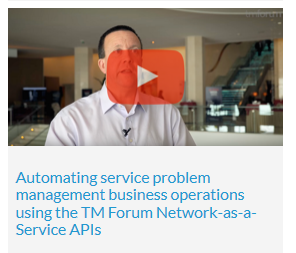 Automating service problem
management business operations
using the TM Forum Network-as-a-
Service APIs